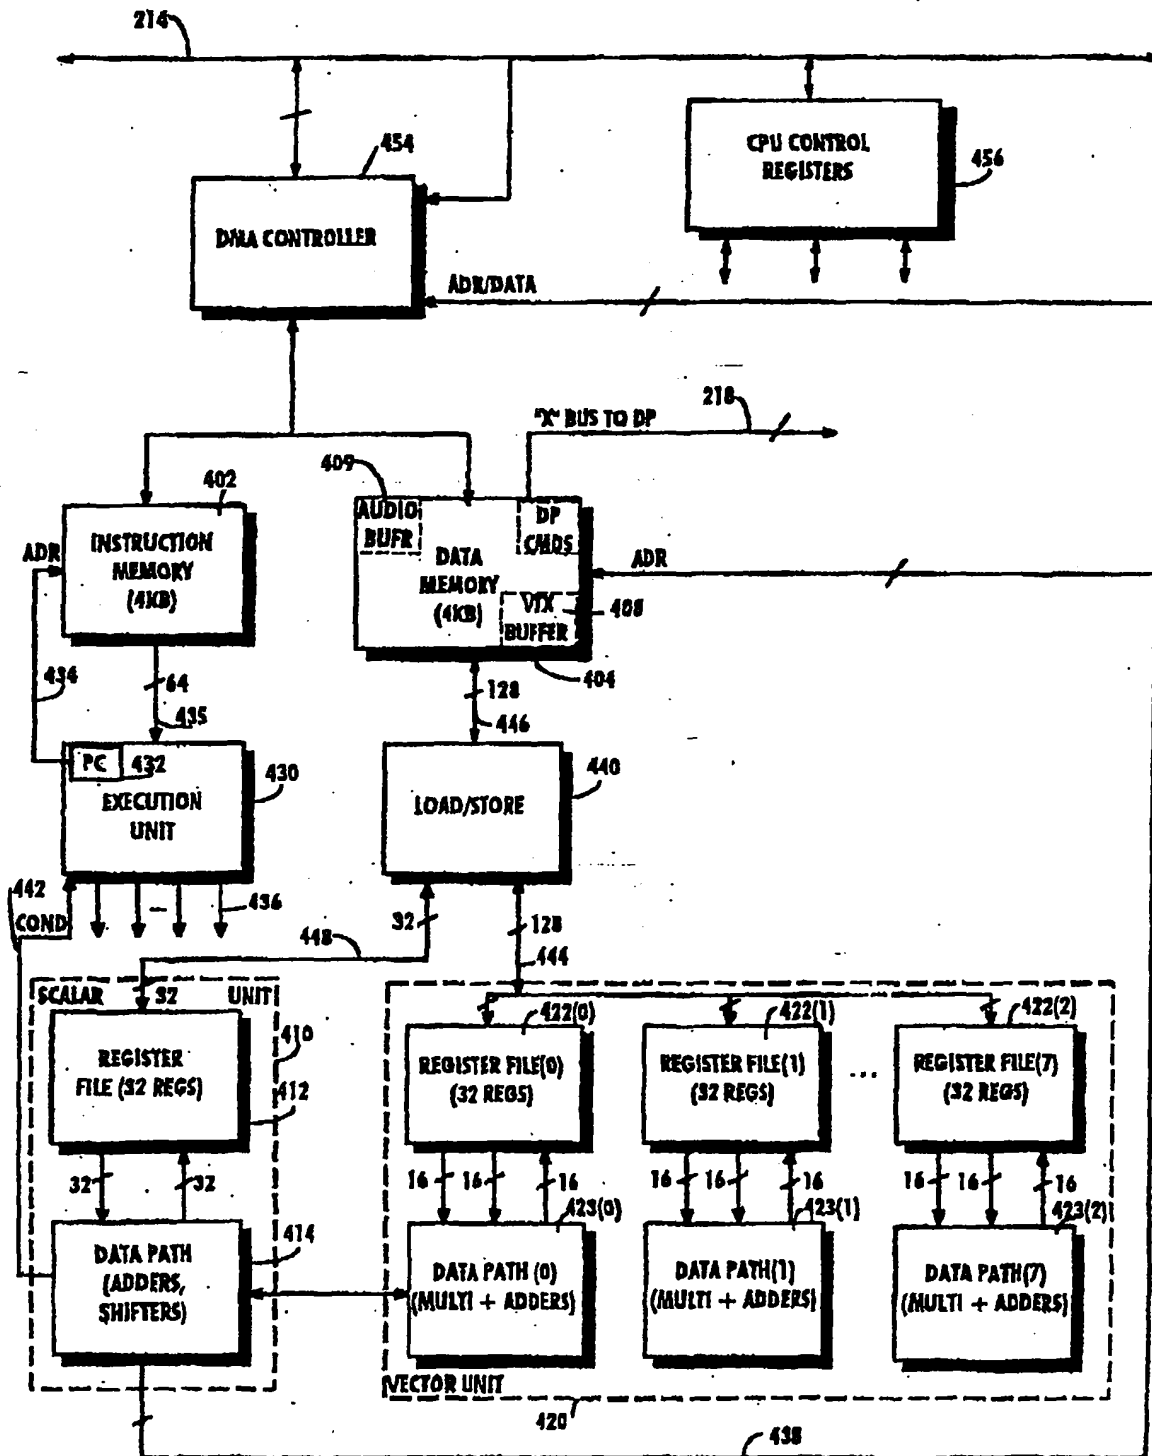 214
454
CPU CONTROL
REGISTERS
456
DMA CONTROLLER
ADR/DATA
"X" BUS TO DP
218
409
402
AUDIO
BUFR
DP
CMDS
ADR
INSTRUCTION
MEMORY
(4KB)
DATA
MEMORY
(4KB)
ADR
VTX
BUFFER
408
404
434
64
435
128
446
PC
432
EXECUTION
UNIT
430
LOAD/STORE
440
442
COND
436
32
128
448
444
SCALAR
32
UNIT
410
422(0)
422(1)
422(2)
REGISTER
FILE (32 REGS)
412
REGISTER FILE(0)
(32 REGS)
REGISTER FILE(1)
(32 REGS)
...
REGISTER FILE(7)
(32 REGS)
32
32
16
16
16
16
16
16
16
16
16
423(0)
423(1)
423(2)
DATA PATH
(ADDERS,
SHIFTERS)
414
DATA PATH (0)
(MULTI + ADDERS)
DATA PATH(1)
(MULTI + ADDERS)
DATA PATH(7)
(MULTI + ADDERS)
VECTOR UNIT
420
438